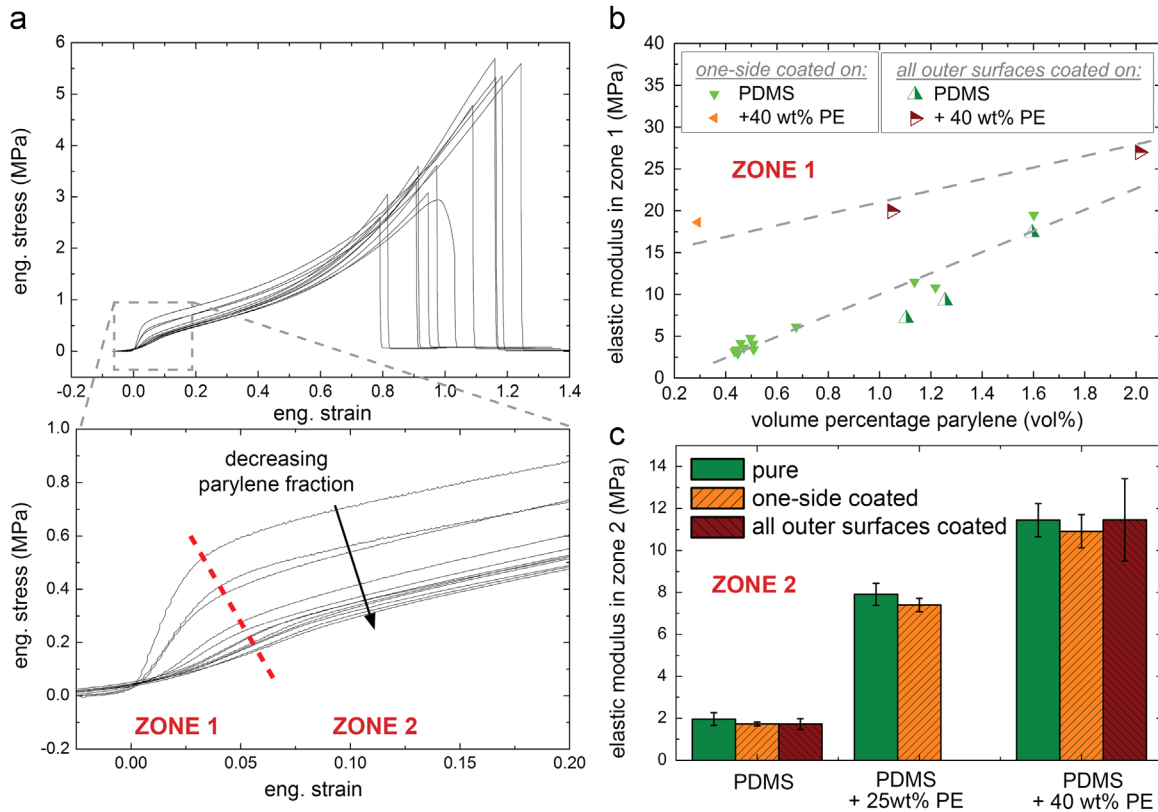 a
eng. stress (MPa)
6
5
4
3
2
1
0
-0.2 0.0 0.2 0.4 0.6 0.8 1.0 1.2 1.4
eng. strain
eng. stress (MPa)
1.0
0.8
0.6
0.4
0.2
0.0
-0.2
decreasing
parylene fraction
ZONE 1 ZONE 2
0.00 0.05 0.10 0.15 0.20
eng. strain
b
elastic modulus in zone 1 (MPa)
40
35
30
25
20
15
10
5
0
one-side coated on:
PDMS
+40 wt% PE
all outer surfaces coated on:
PDMS
+ 40 wt% PE
ZONE 1
0.2 0.4 0.6 0.8 1.0 1.2 1.4 1.6 1.8 2.0
volume percentage parylene (vol%)
c
elastic modulus in zone 2 (MPa)
14
12
10
8
6
4
2
0
pure
one-side coated
all outer surfaces coated
ZONE 2
PDMS PDMS PDMS
+ 25wt% PE + 40 wt% PE